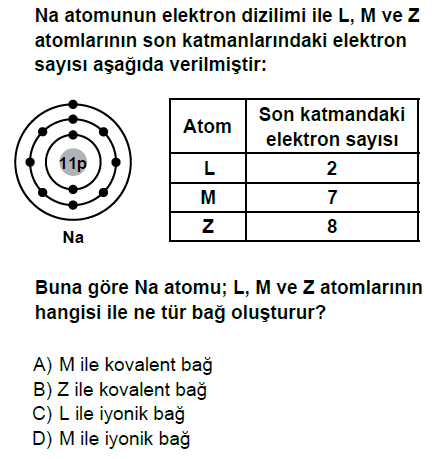 Na atomunun elektron dizilimi ile L, M ve Z
atomlarının son katmanlarındaki elektron
sayısı aşağıda verilmiştir:
11p
Na
Atom Son katmandaki
elektron sayısı
L 2
M 7
Z 8
Buna göre Na atomu; L, M ve Z atomlarının
hangisi ile ne tür bağ oluşturur?
A) M ile kovalent bağ
B) Z ile kovalent bağ
C) L ile iyonik bağ
D) M ile iyonik bağ